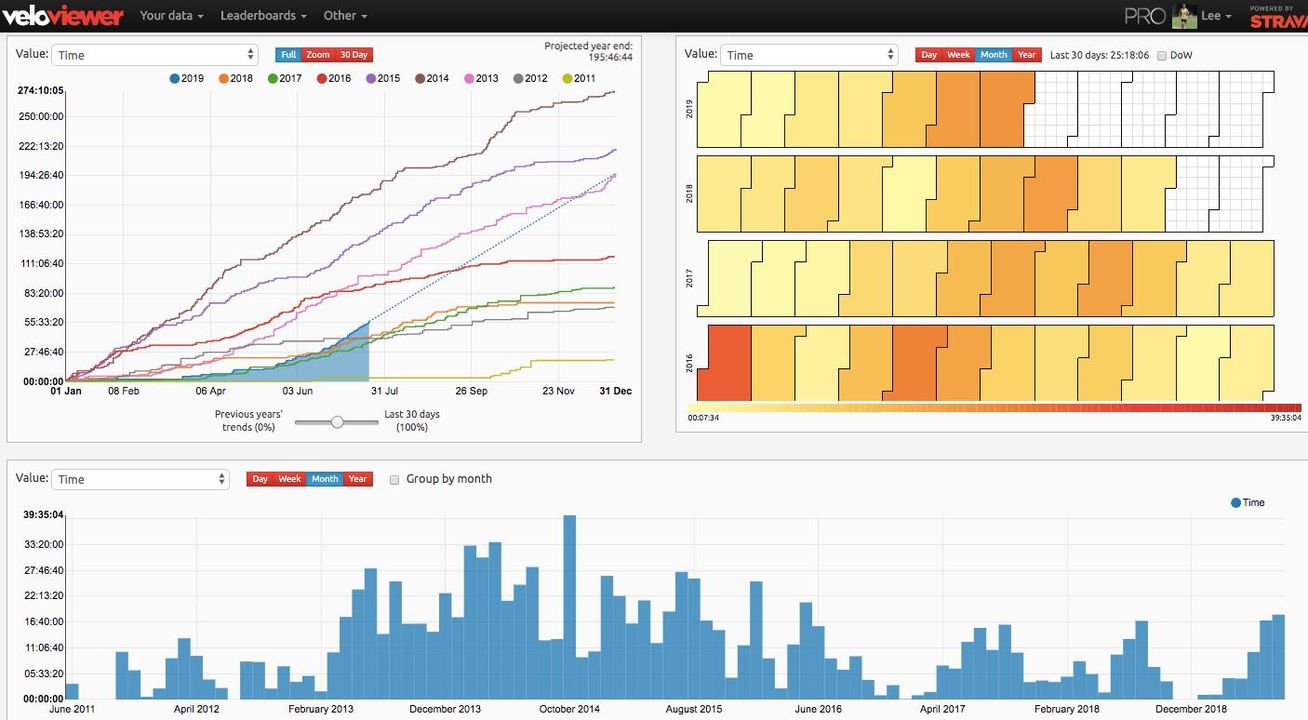 veloviewer Your data Leaderboards Other PRO Lee POWERED BY STRAVA
Value: Time Full Zoom 30 Day Projected year end:
195:46:44
2019 2018 2017 2016 2015 2014 2013 2012 2011
274:10:05
250:00:00
222:13:20
194:26:40
166:40:00
138:53:20
111:06:40
83:20:00
55:33:20
27:46:40
00:00:00
01 Jan 08 Feb 06 Apr 03 Jun 31 Jul 26 Sep 23 Nov 31 Dec
Previous years' Last 30 days
trends (0%) (100%)
Value: Time Day Week Month Year Last 30 days: 25:18:06 DoW
2019
2018
2017
2016
00:07:34 39:35:04
Value: Time Day Week Month Year Group by month
Time
39:35:04
33:20:00
27:46:40
22:13:20
16:40:00
11:06:40
05:33:20
00:00:00
June 2011 April 2012 February 2013 December 2013 October 2014 August 2015 June 2016 April 2017 February 2018 December 2018